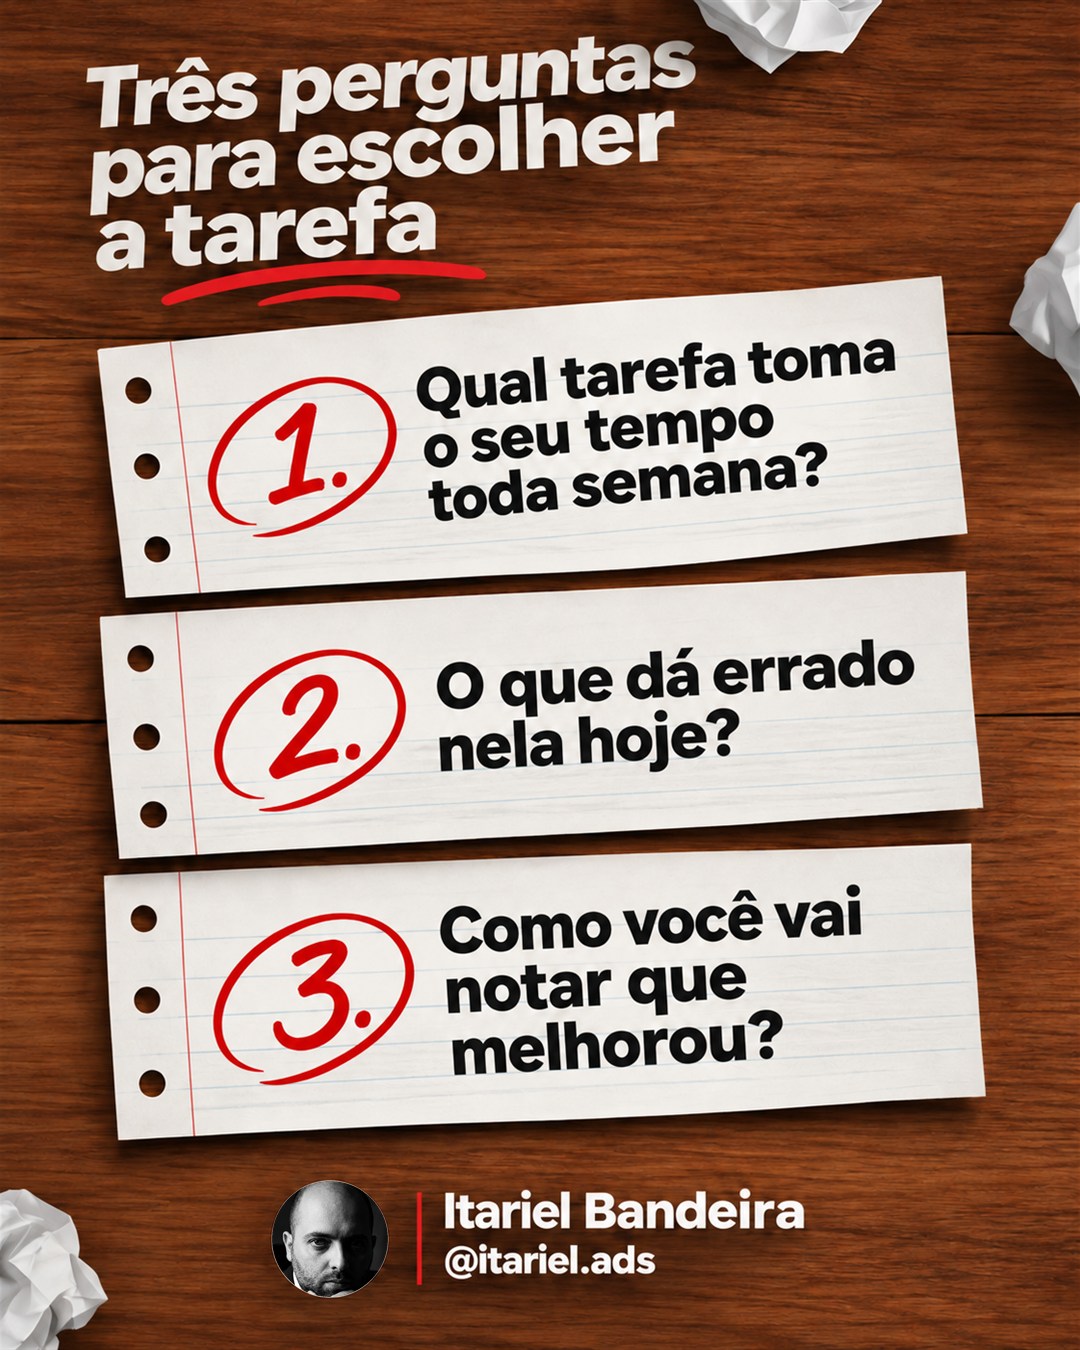 Três perguntas
para escolher
a tarefa
1.
Qual tarefa toma
o seu tempo
toda semana?
2.
O que dá errado
nela hoje?
3.
Como você vai
notar que
melhorou?
Itariel Bandeira
@itariel.ads